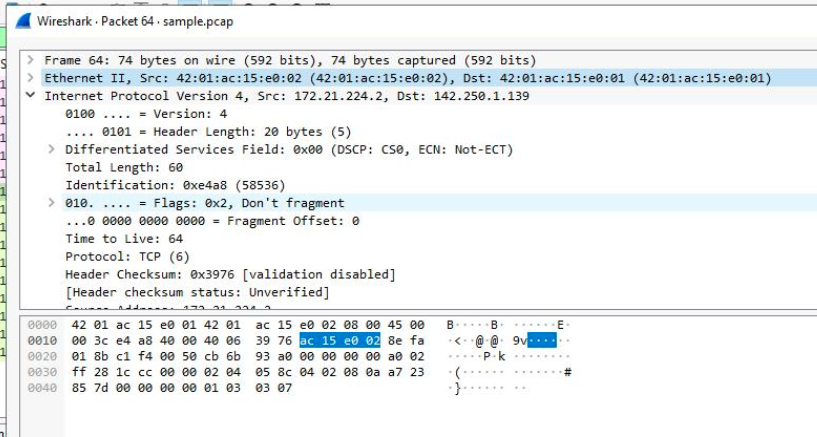 Wireshark · Packet 64 · sample.pcap
Frame 64: 74 bytes on wire (592 bits), 74 bytes captured (592 bits)
Ethernet II, Src: 42:01:ac:15:e0:02 (42:01:ac:15:e0:02), Dst: 42:01:ac:15:e0:01 (42:01:ac:15:e0:01)
Internet Protocol Version 4, Src: 172.21.224.2, Dst: 142.250.1.139
0100 .... = Version: 4
.... 0101 = Header Length: 20 bytes (5)
Differentiated Services Field: 0x00 (DSCP: CS0, ECN: Not-ECT)
Total Length: 60
Identification: 0xe4a8 (58536)
010. .... = Flags: 0x2, Don't fragment
...0 0000 0000 0000 = Fragment Offset: 0
Time to Live: 64
Protocol: TCP (6)
Header Checksum: 0x3976 [validation disabled]
[Header checksum status: Unverified]
0000 42 01 ac 15 e0 01 42 01 ac 15 e0 02 08 00 45 00 B·····B· ······E·
0010 00 3c e4 a8 40 00 40 06 39 76 ac 15 e0 02 8e fa ·<··@·@· 9v······
0020 01 8b c1 f4 00 50 cb 6b 93 a0 00 00 00 00 a0 02 ·····P·k ········
0030 ff 28 1c cc 00 00 02 04 05 8c 04 02 08 0a a7 23 ·(······ ·······#
0040 85 7d 00 00 00 00 01 03 03 07 ·}······ ··